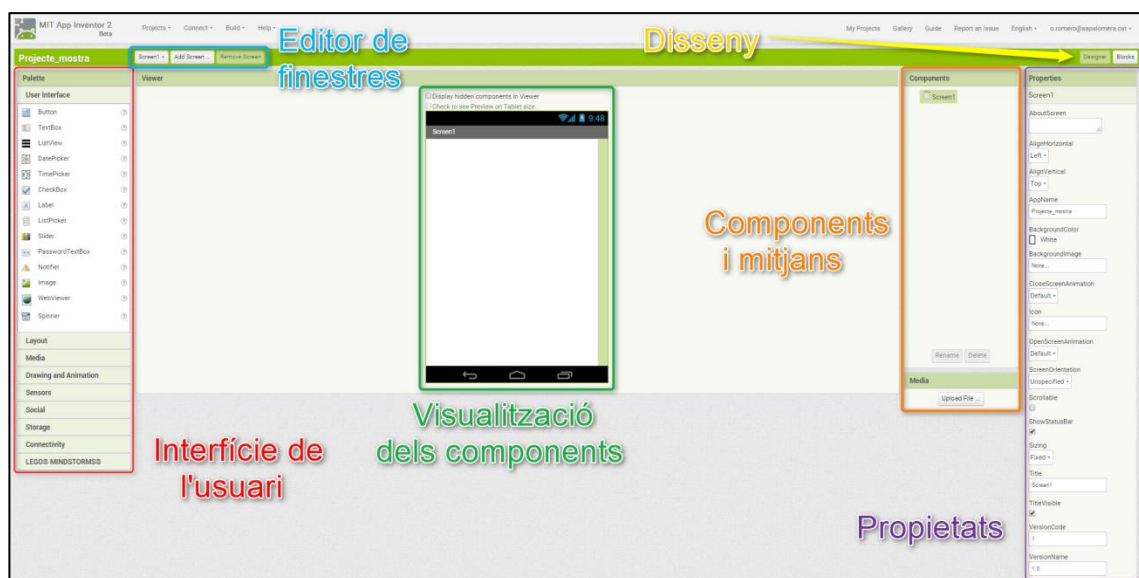 MIT App Inventor 2
Beta
Projects Connect Build Help
My Projects Gallery Guide Report an Issue English o.romero@sapalomera.cat
Editor de
finestres
Disseny
Projecte_mostra
Screen1 Add Screen ... Remove Screen
Designer Blocks
Palette
User Interface
Button
TextBox
ListView
DatePicker
TimePicker
CheckBox
Label
ListPicker
Slider
PasswordTextBox
Notifier
Image
WebViewer
Spinner
Layout
Media
Drawing and Animation
Sensors
Social
Storage
Connectivity
LEGO® MINDSTORMS®
Interfície de
l'usuari
Viewer
Display hidden components in Viewer
Check to see Preview on Tablet size.
9:48
Screen1
Visualització
dels components
Components
Screen1
Components
i mitjans
Rename Delete
Media
Upload File ...
Properties
Screen1
AboutScreen
AlignHorizontal
Left
AlignVertical
Top
AppName
Projecte_mostra
BackgroundColor
White
BackgroundImage
None...
CloseScreenAnimation
Default
Icon
None...
OpenScreenAnimation
Default
ScreenOrientation
Unspecified
Scrollable
ShowStatusBar
Sizing
Fixed
Title
Screen1
TitleVisible
VersionCode
1
VersionName
1.0
Propietats